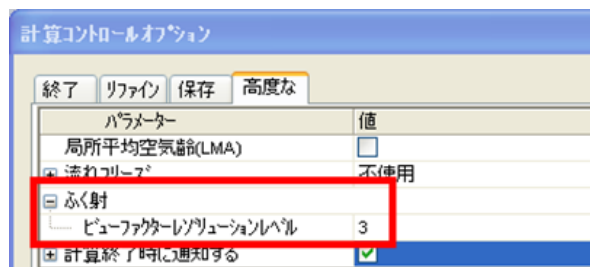 計算コントロールオプション
終了 リファイン 保存 高度な
パラメーター 値
局所平均空気齢(LMA)
流れフリーズ 不使用
ふく射
ビューファクターレゾリューションレベル 3
計算終了時に通知する